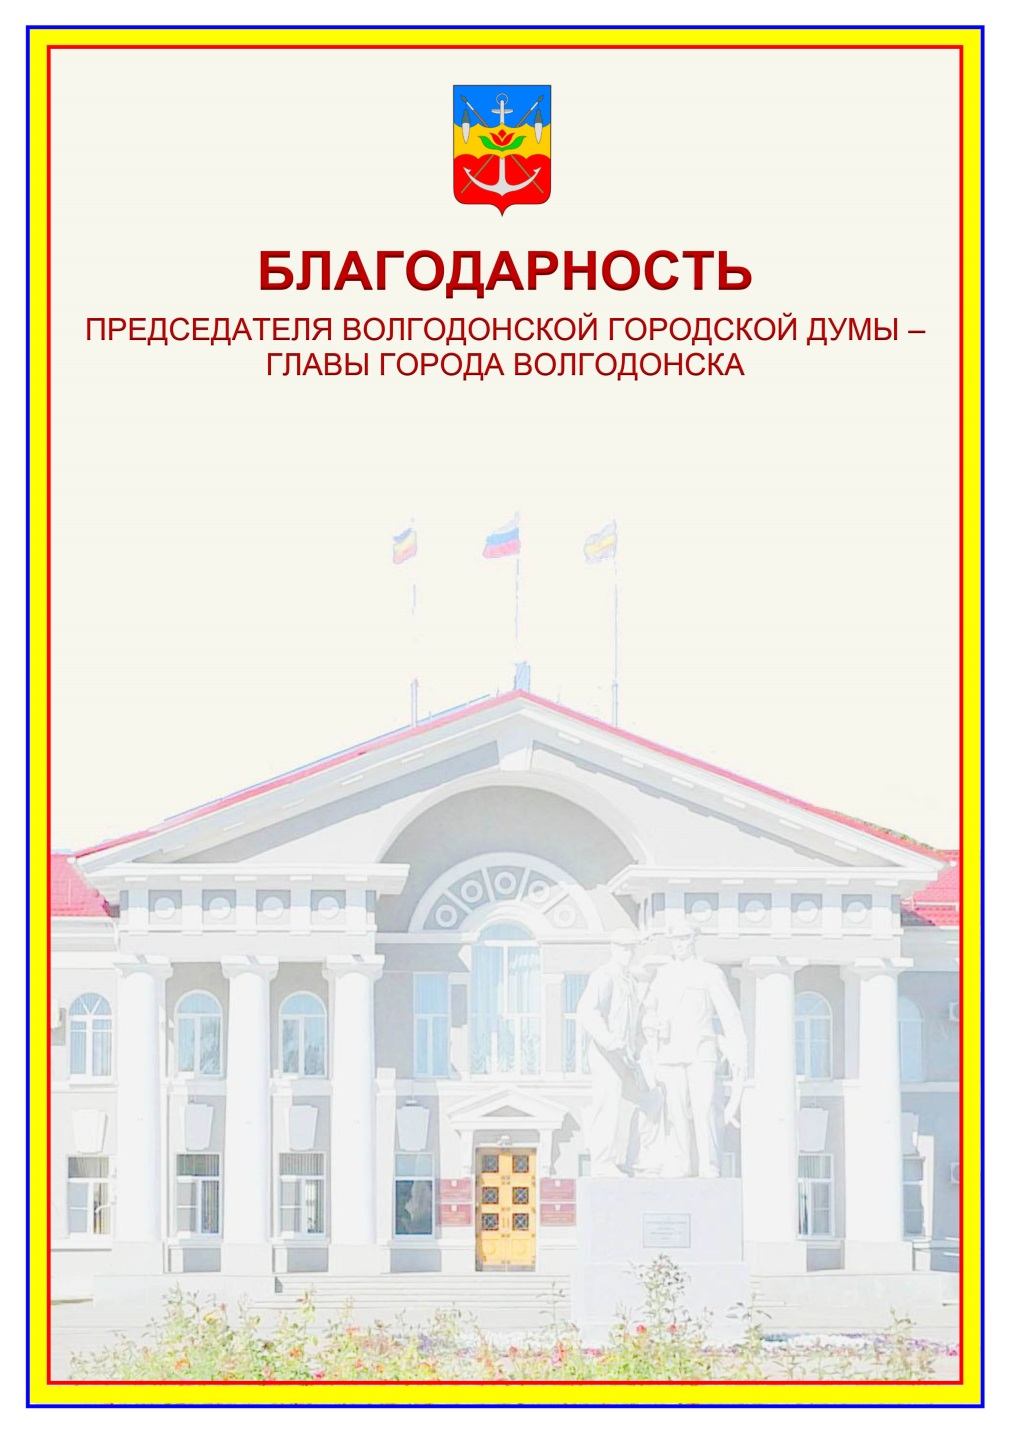 БЛАГОДАРНОСТЬ
ПРЕДСЕДАТЕЛЯ ВОЛГОДОНСКОЙ ГОРОДСКОЙ ДУМЫ –
ГЛАВЫ ГОРОДА ВОЛГОДОНСКА